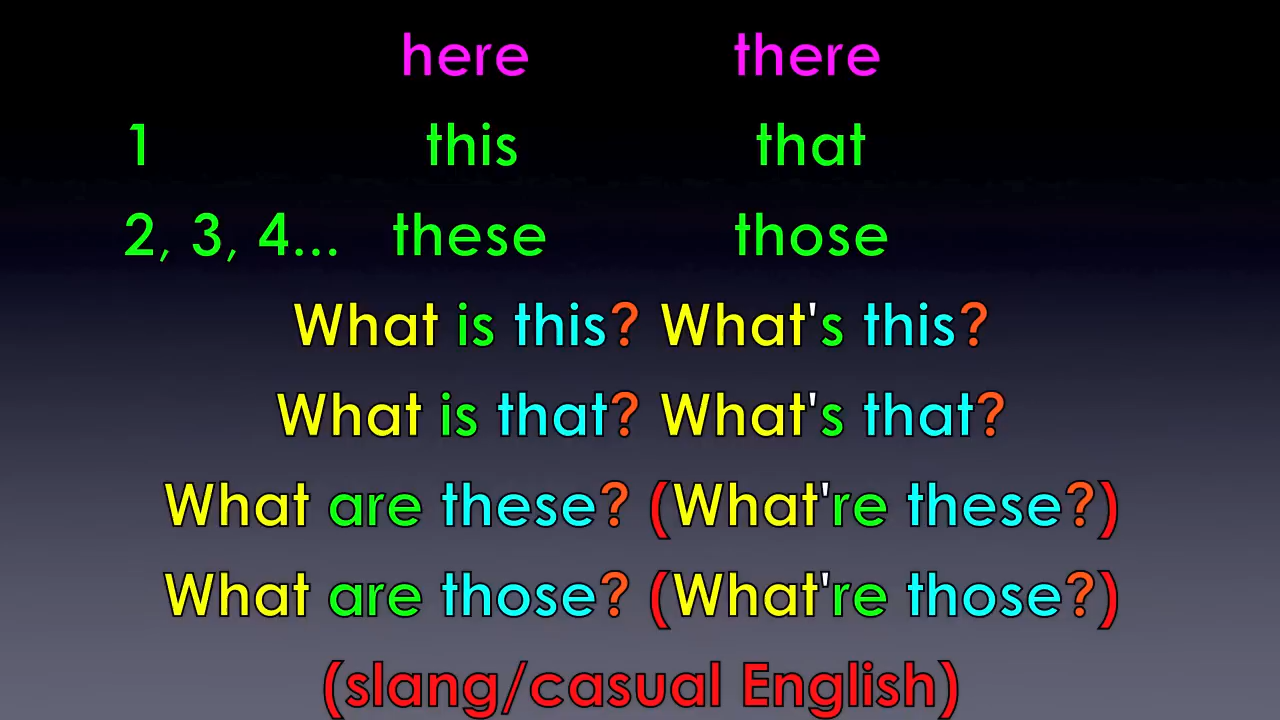 here there
1 this that
2, 3, 4... these those
What is this? What's this?
What is that? What's that?
What are these? (What're these?)
What are those? (What're those?)
(slang/casual English)